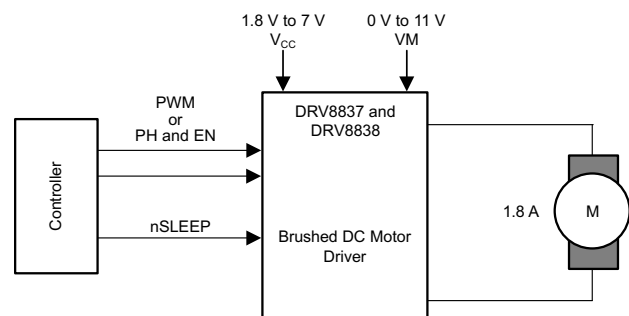 1.8 V to 7 V
VCC
0 V to 11 V
VM
PWM
or
PH and EN
DRV8837 and
DRV8838
Controller
nSLEEP
Brushed DC Motor
Driver
1.8 A
M